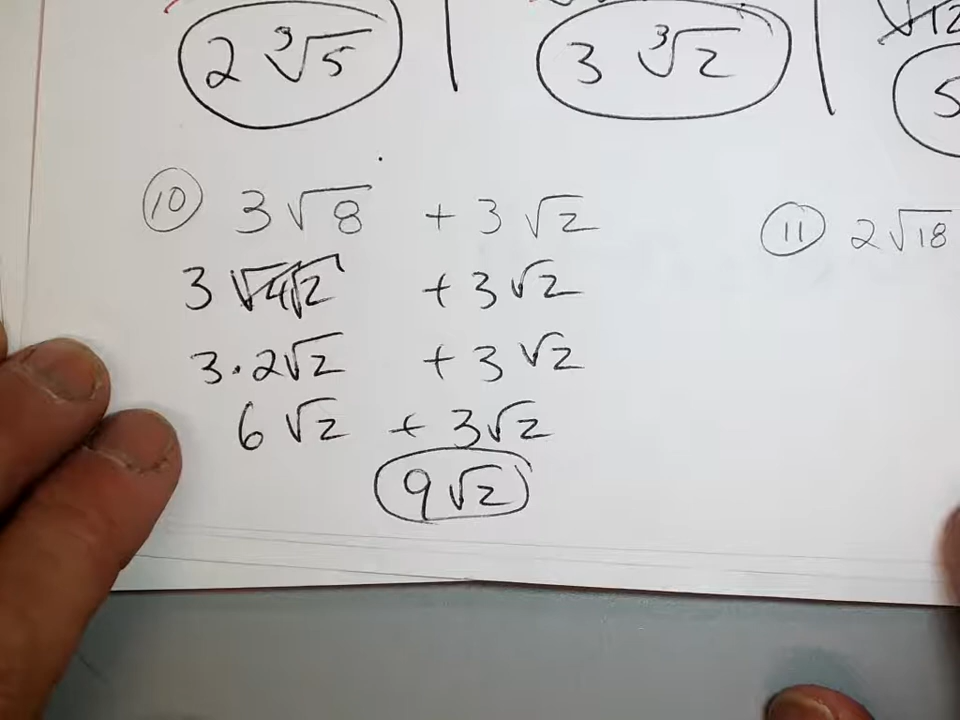 2 ∛5 3 ∛2 5
⑩ 3 √8 + 3 √2 ⑪ 2 √18
3 √4√2 + 3 √2
3 · 2√2 + 3 √2
6 √2 + 3√2
9 √2